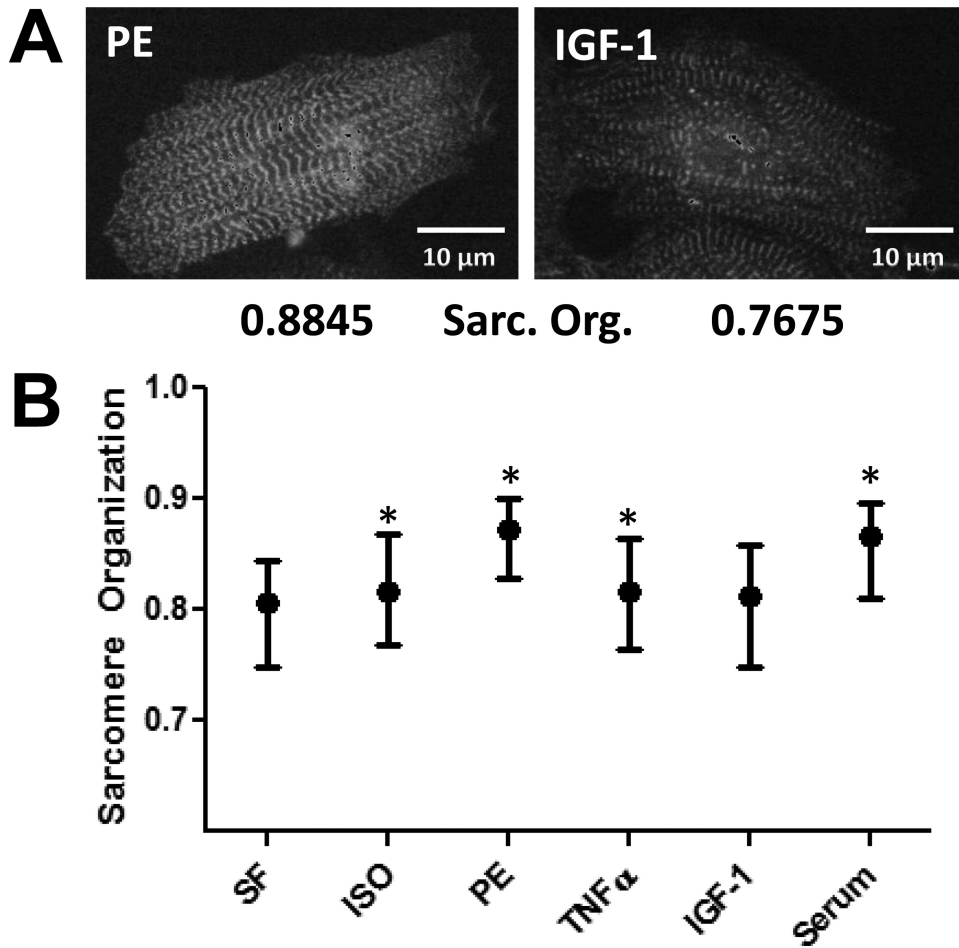 A
PE
IGF-1
10 µm
10 µm
0.8845 Sarc. Org. 0.7675
B
Sarcomere Organization
1.0
0.9
0.8
0.7
* * * *
SF
ISO
PE
TNFα
IGF-1
Serum